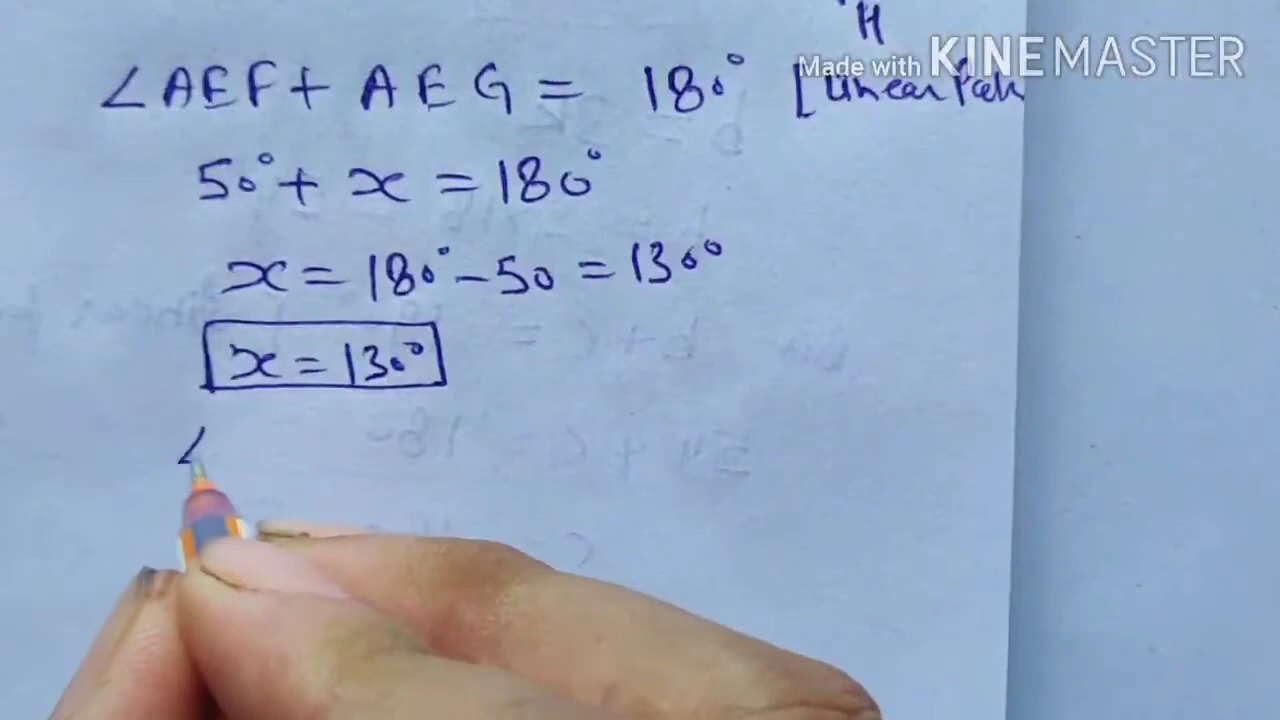 H
Made with KINEMASTER
∠AEF + AEG = 180° [Linear Pair
50° + x = 180°
x = 180° - 50 = 130°
x = 130°
∠